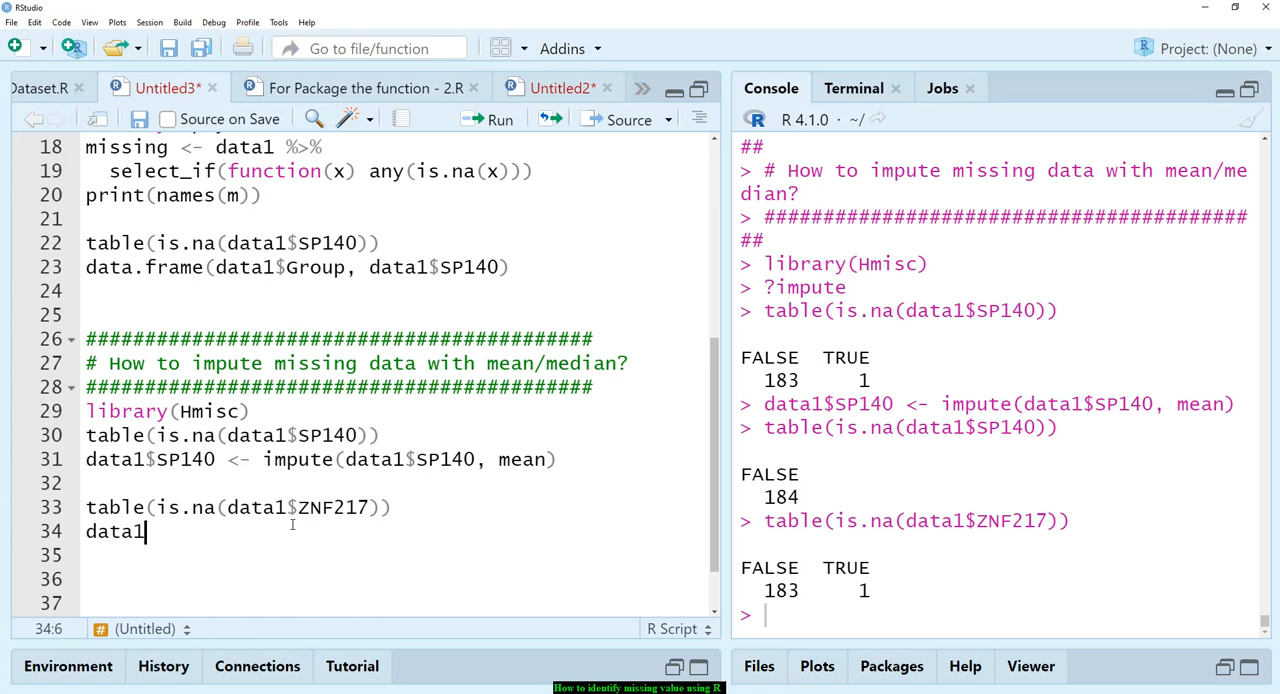 RStudio
File Edit Code View Plots Session Build Debug Profile Tools Help
Go to file/function Addins Project: (None)
Dataset.R Untitled3* For Package the function - 2.R Untitled2*
Source on Save Run Source
18 missing <- data1 %>%
19 select_if(function(x) any(is.na(x)))
20 print(names(m))
21
22 table(is.na(data1$SP140))
23 data.frame(data1$Group, data1$SP140)
24
25
26 ###########################################
27 # How to impute missing data with mean/median?
28 ###########################################
29 library(Hmisc)
30 table(is.na(data1$SP140))
31 data1$SP140 <- impute(data1$SP140, mean)
32
33 table(is.na(data1$ZNF217))
34 data1
35
36
37
34:6 # (Untitled) R Script
Environment History Connections Tutorial
Console Terminal Jobs
R 4.1.0 · ~/
##
> # How to impute missing data with mean/me
dian?
> #########################################
##
> library(Hmisc)
> ?impute
> table(is.na(data1$SP140))
FALSE TRUE
183 1
> data1$SP140 <- impute(data1$SP140, mean)
> table(is.na(data1$SP140))
FALSE
184
> table(is.na(data1$ZNF217))
FALSE TRUE
183 1
>
Files Plots Packages Help Viewer
How to identify missing value using R